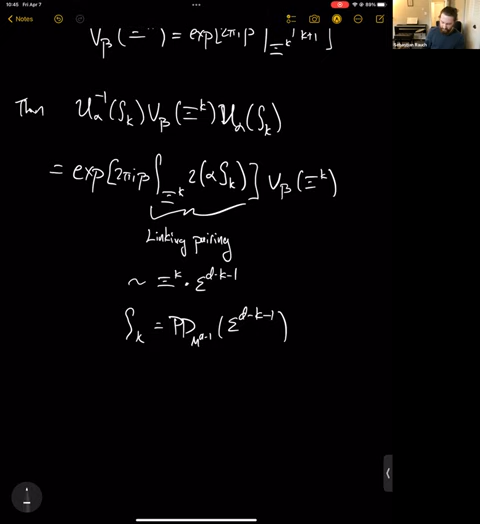 10:45 Fri Apr 7
69%
Notes
V_β(Ξ^k) = exp[2πiβ ∫_{Ξ^k} k+1]
Then U_α^{-1}(S_k) V_β(Ξ^k) U_α(S_k)
= exp[2πiβ ∫_{Ξ^k} 2(αS_k)] V_β(Ξ^k)
Linking pairing
~ Ξ^k · Σ^{d-k-1}
S_k = PD_{M^{d-1}}(Σ^{d-k-1})
Sebastian Rauch